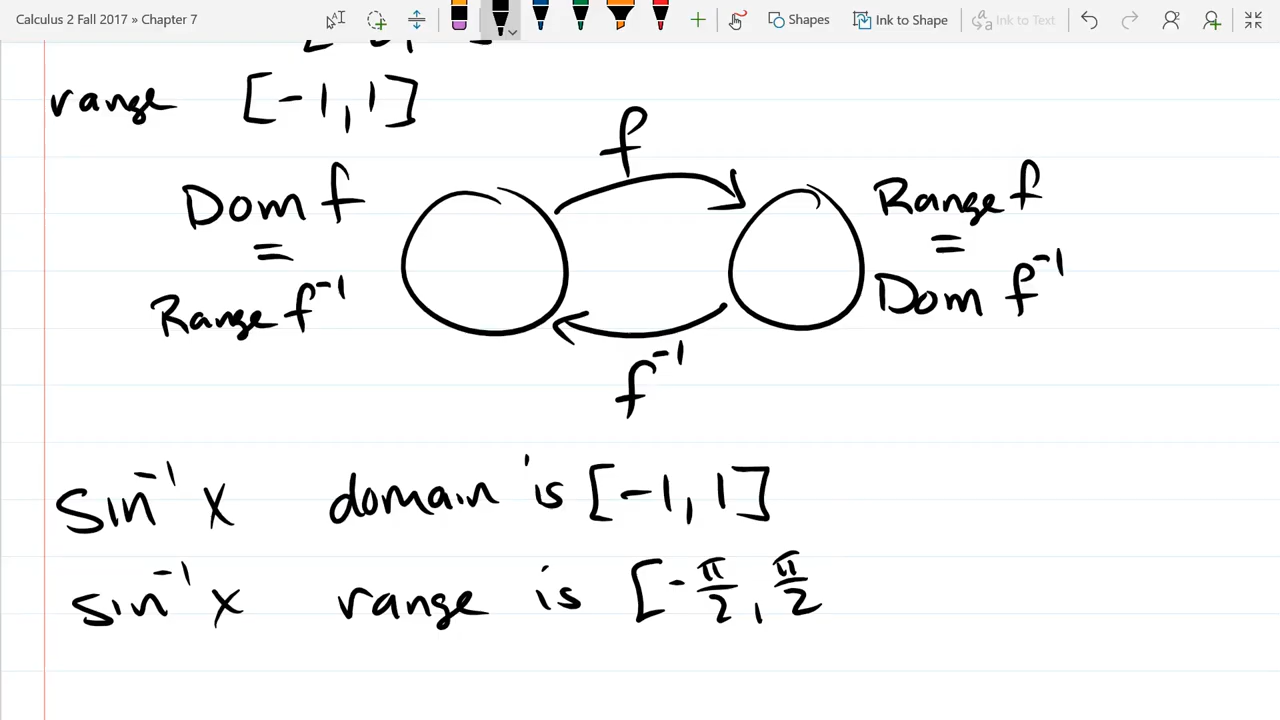 Calculus 2 Fall 2017 » Chapter 7
Shapes
Ink to Shape
Ink to Text
range [-1, 1]
f
Dom f
=
Range f⁻¹
Range f
=
Dom f⁻¹
f⁻¹
sin⁻¹ x domain is [-1, 1]
sin⁻¹ x range is [-π/2, π/2